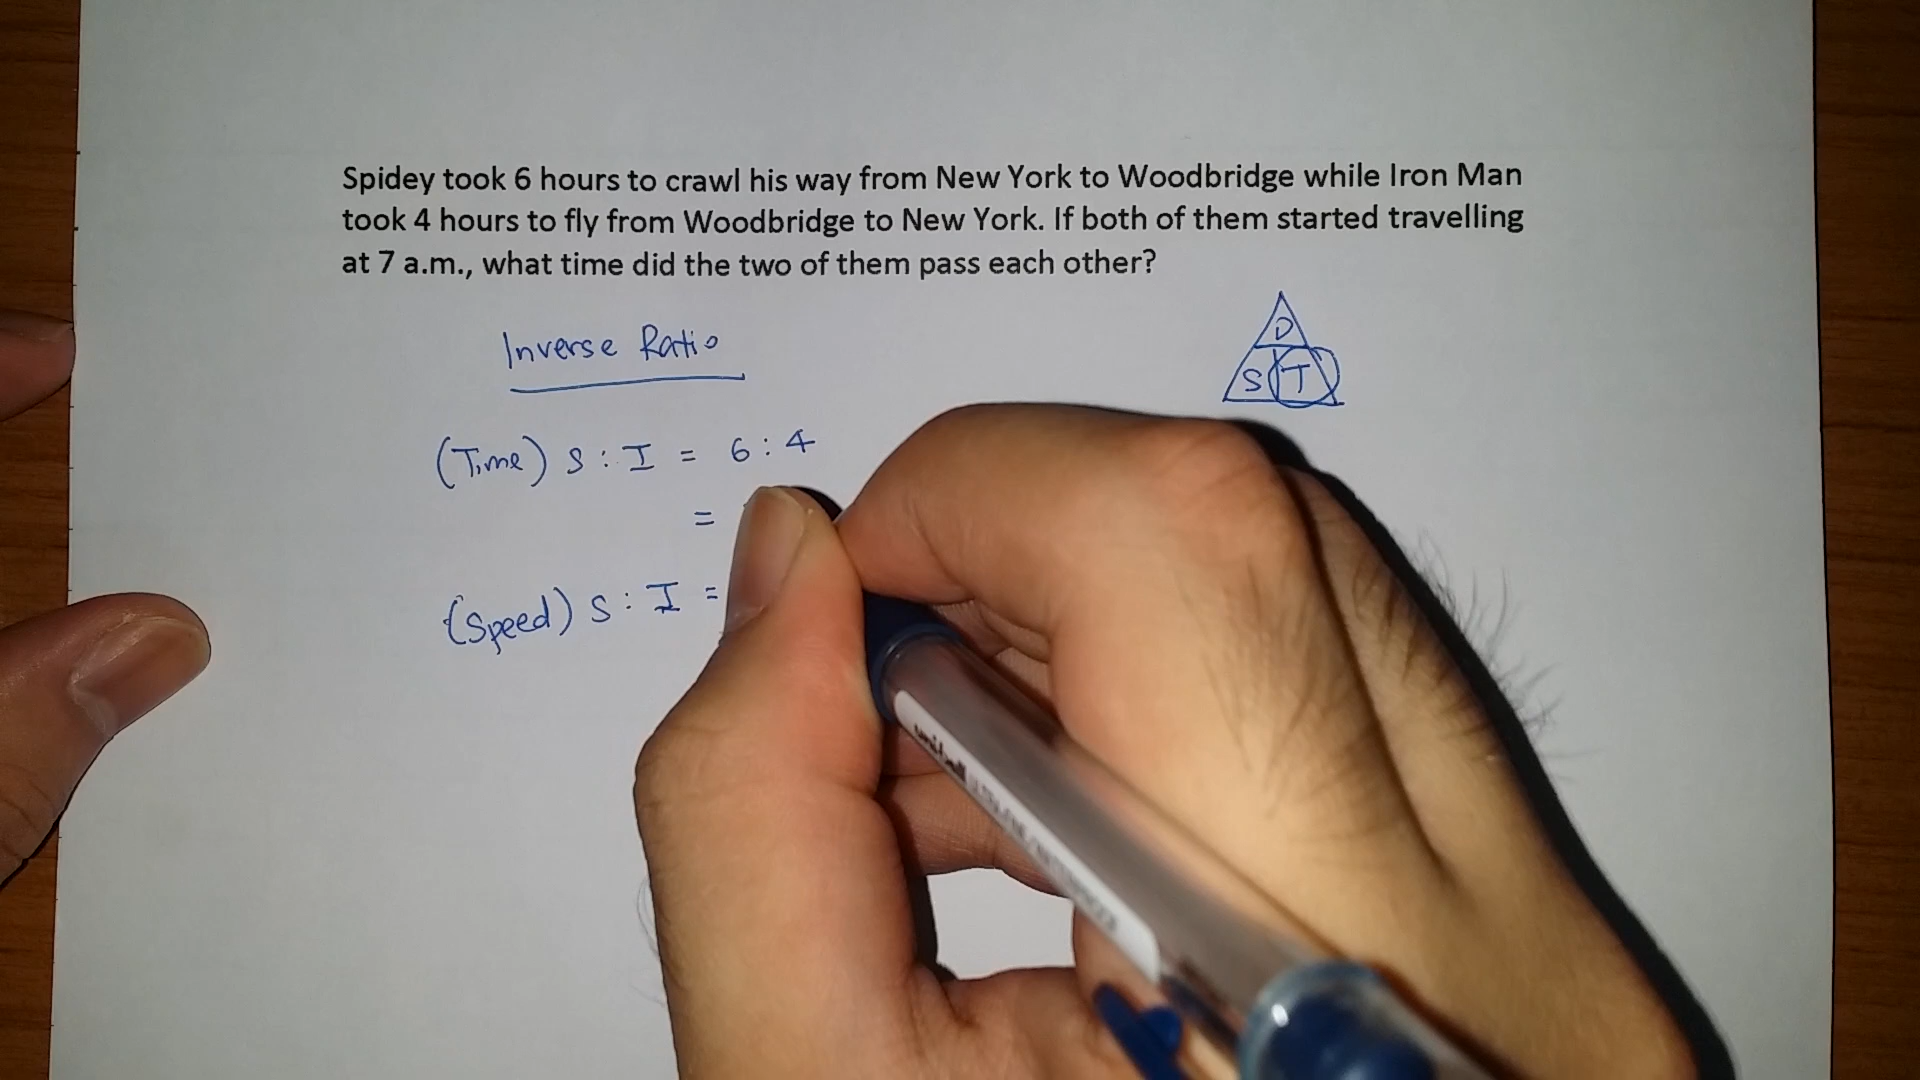 Spidey took 6 hours to crawl his way from New York to Woodbridge while Iron Man
took 4 hours to fly from Woodbridge to New York. If both of them started travelling
at 7 a.m., what time did the two of them pass each other?
Inverse Ratio
D
S T
(Time) S : I = 6 : 4
=
(Speed) S : I =
uniball